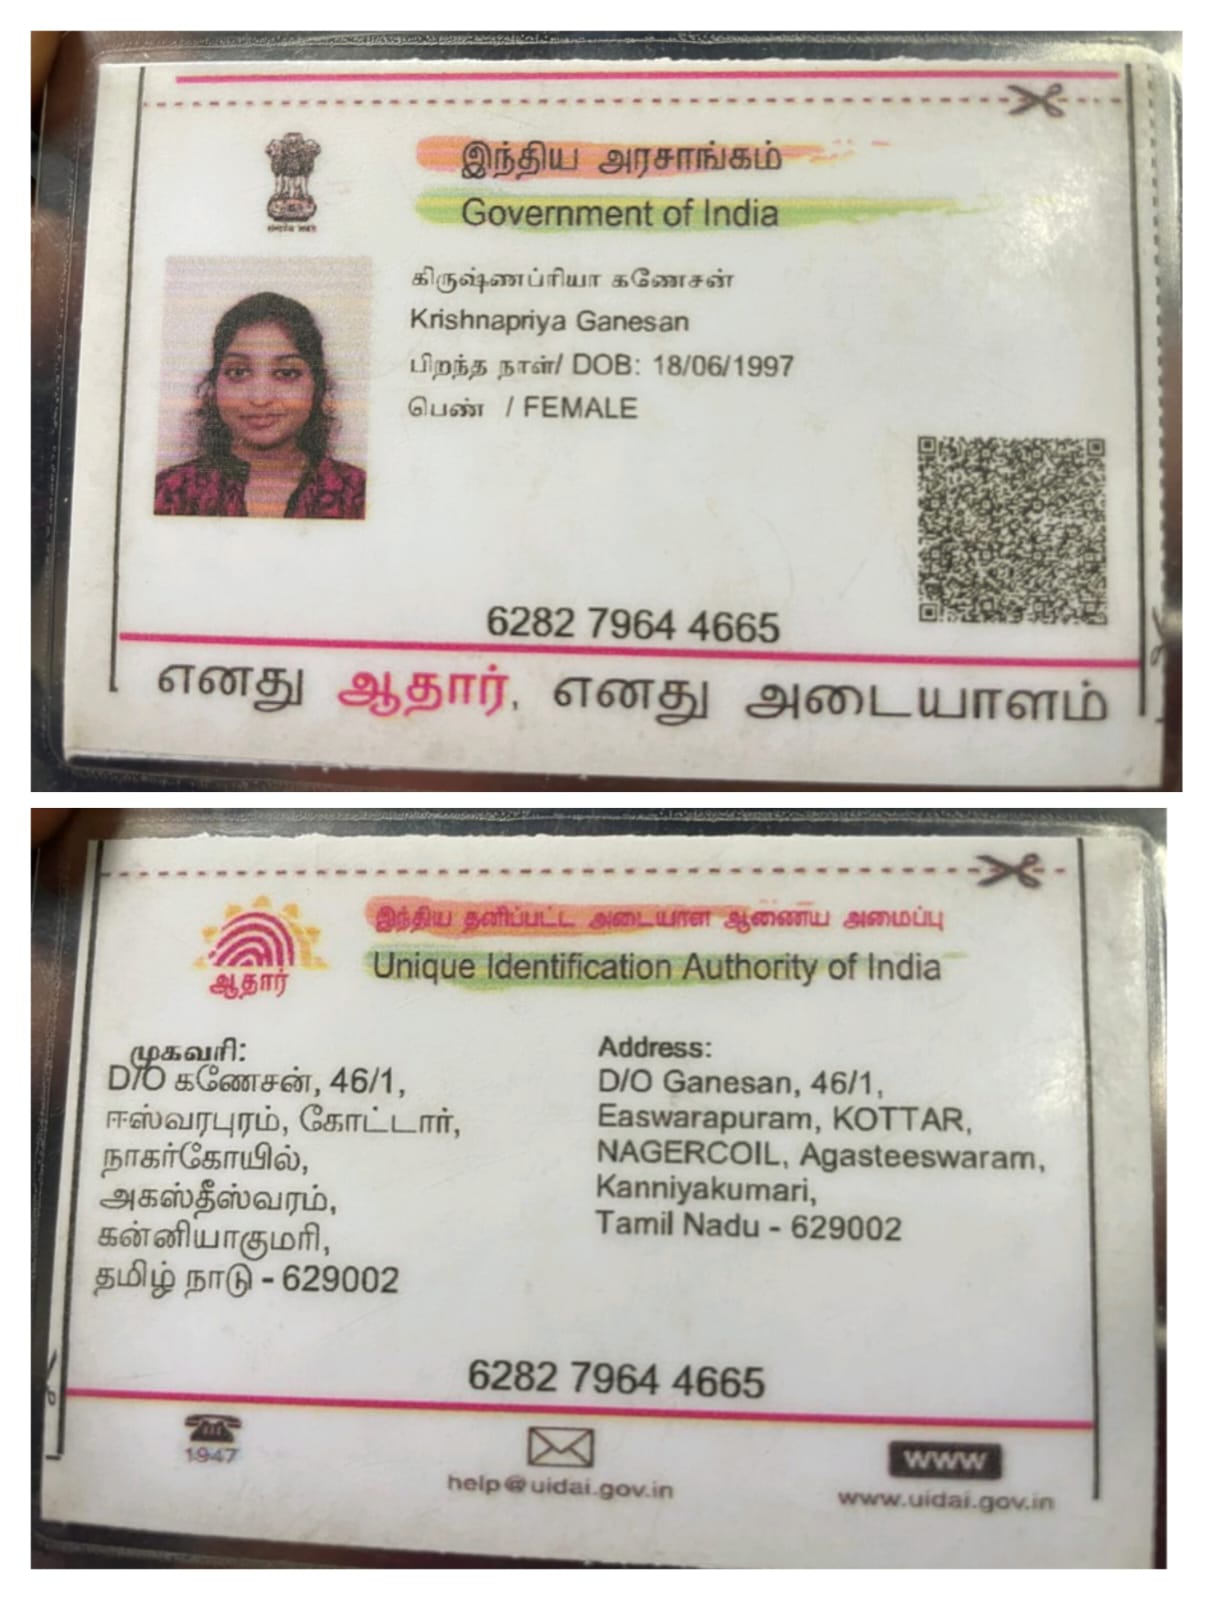 இந்திய அரசாங்கம்
Government of India
கிருஷ்ணப்ரியா கணேசன்
Krishnapriya Ganesan
பிறந்த நாள்/ DOB: 18/06/1997
பெண் / FEMALE
6282 7964 4665
எனது ஆதார், எனது அடையாளம்
இந்திய தனிப்பட்ட அடையாள ஆணைய அமைப்பு
Unique Identification Authority of India
ஆதார்
முகவரி:
D/O கணேசன், 46/1,
ஈஸ்வரபுரம், கோட்டார்,
நாகர்கோயில்,
அகஸ்தீஸ்வரம்,
கன்னியாகுமரி,
தமிழ் நாடு - 629002
Address:
D/O Ganesan, 46/1,
Easwarapuram, KOTTAR,
NAGERCOIL, Agasteeswaram,
Kanniyakumari,
Tamil Nadu - 629002
6282 7964 4665
1947
help@uidai.gov.in
www
www.uidai.gov.in